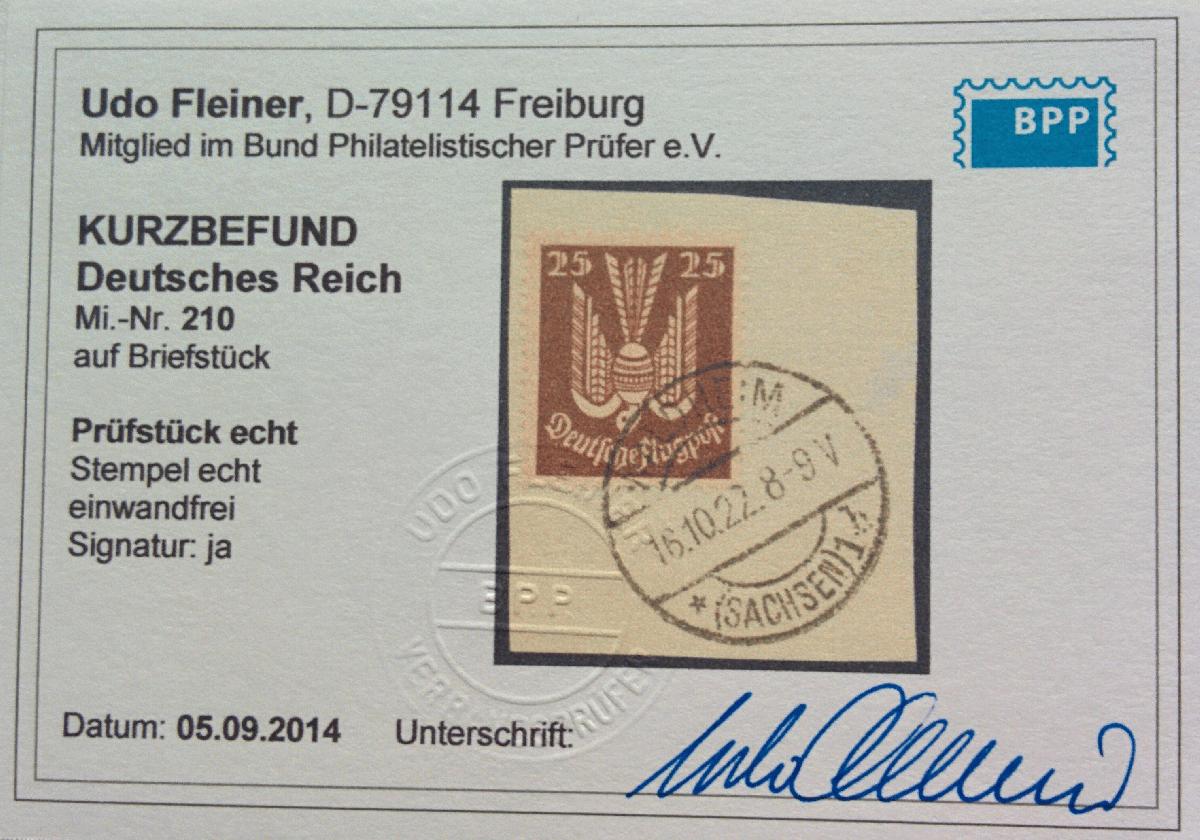 Udo Fleiner, D-79114 Freiburg
Mitglied im Bund Philatelistischer Prüfer e.V.
BPP
KURZBEFUND
Deutsches Reich
Mi.-Nr. 210
auf Briefstück
Prüfstück echt
Stempel echt
einwandfrei
Signatur: ja
25 25
Deutsche Flugpost
16.10.22. 8-9 V
* (SACHSEN) 1
UDO
BPP
Datum: 05.09.2014 Unterschrift: